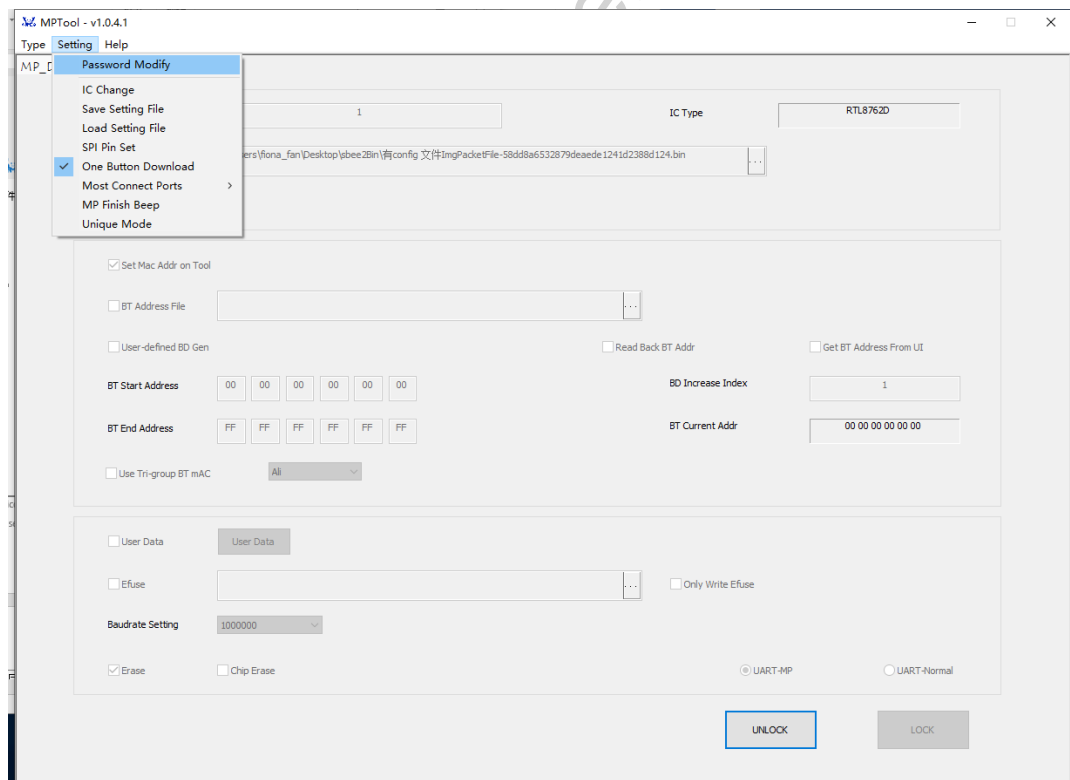 MPTool - v1.0.4.1
Type Setting Help
MP_D
Password Modify
IC Change
Save Setting File
Load Setting File
SPI Pin Set
One Button Download
Most Connect Ports
MP Finish Beep
Unique Mode
1
IC Type
RTL8762D
ers\fiona_fan\Desktop\sbee2Bin\有config 文件ImgPacketFile-58dd8a6532879deaede1241d2388d124.bin
...
Set Mac Addr on Tool
BT Address File
...
User-defined BD Gen
Read Back BT Addr
Get BT Address From UI
BT Start Address
00 00 00 00 00 00
BD Increase Index
1
BT End Address
FF FF FF FF FF FF
BT Current Addr
00 00 00 00 00 00
Use Tri-group BT mAC
Ali
User Data
User Data
Efuse
...
Only Write Efuse
Baudrate Setting
1000000
Erase
Chip Erase
UART-MP
UART-Normal
UNLOCK
LOCK